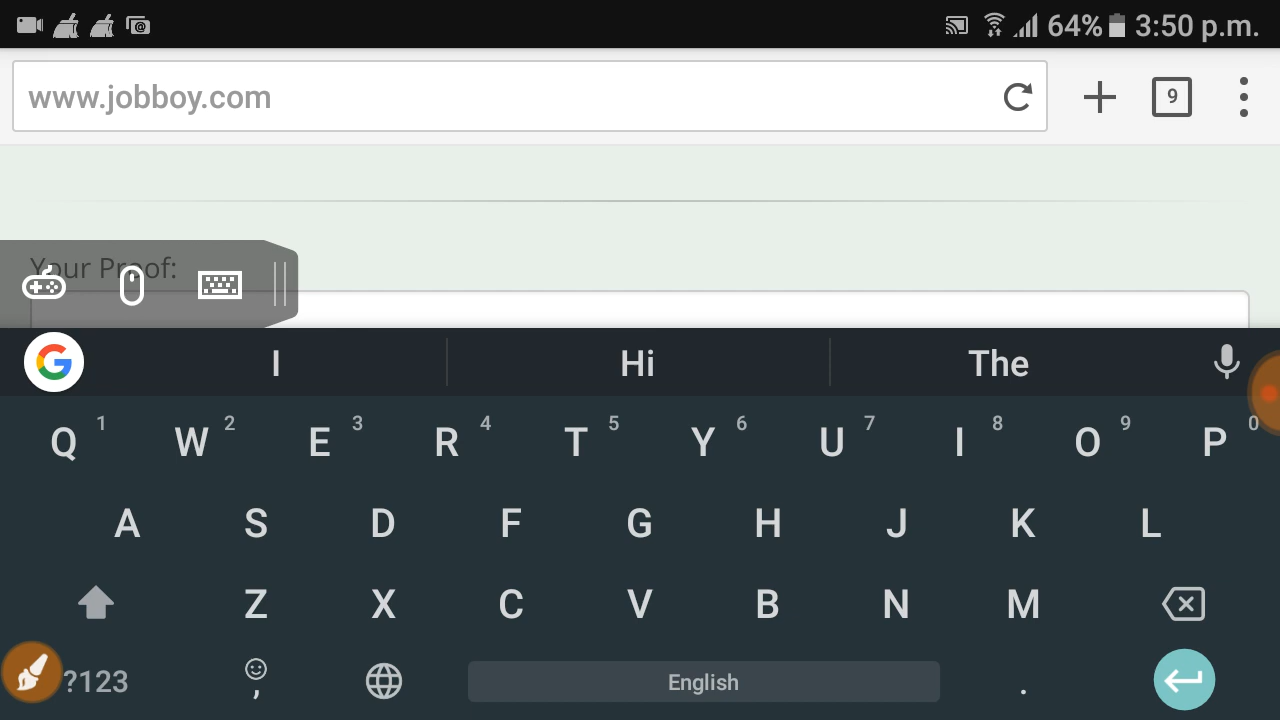 64% 3:50 p.m.
www.jobboy.com
9
Your Proof:
I Hi The
Q 1 W 2 E 3 R 4 T 5 Y 6 U 7 I 8 O 9 P 0
A S D F G H J K L
Z X C V B N M
?123 , English .